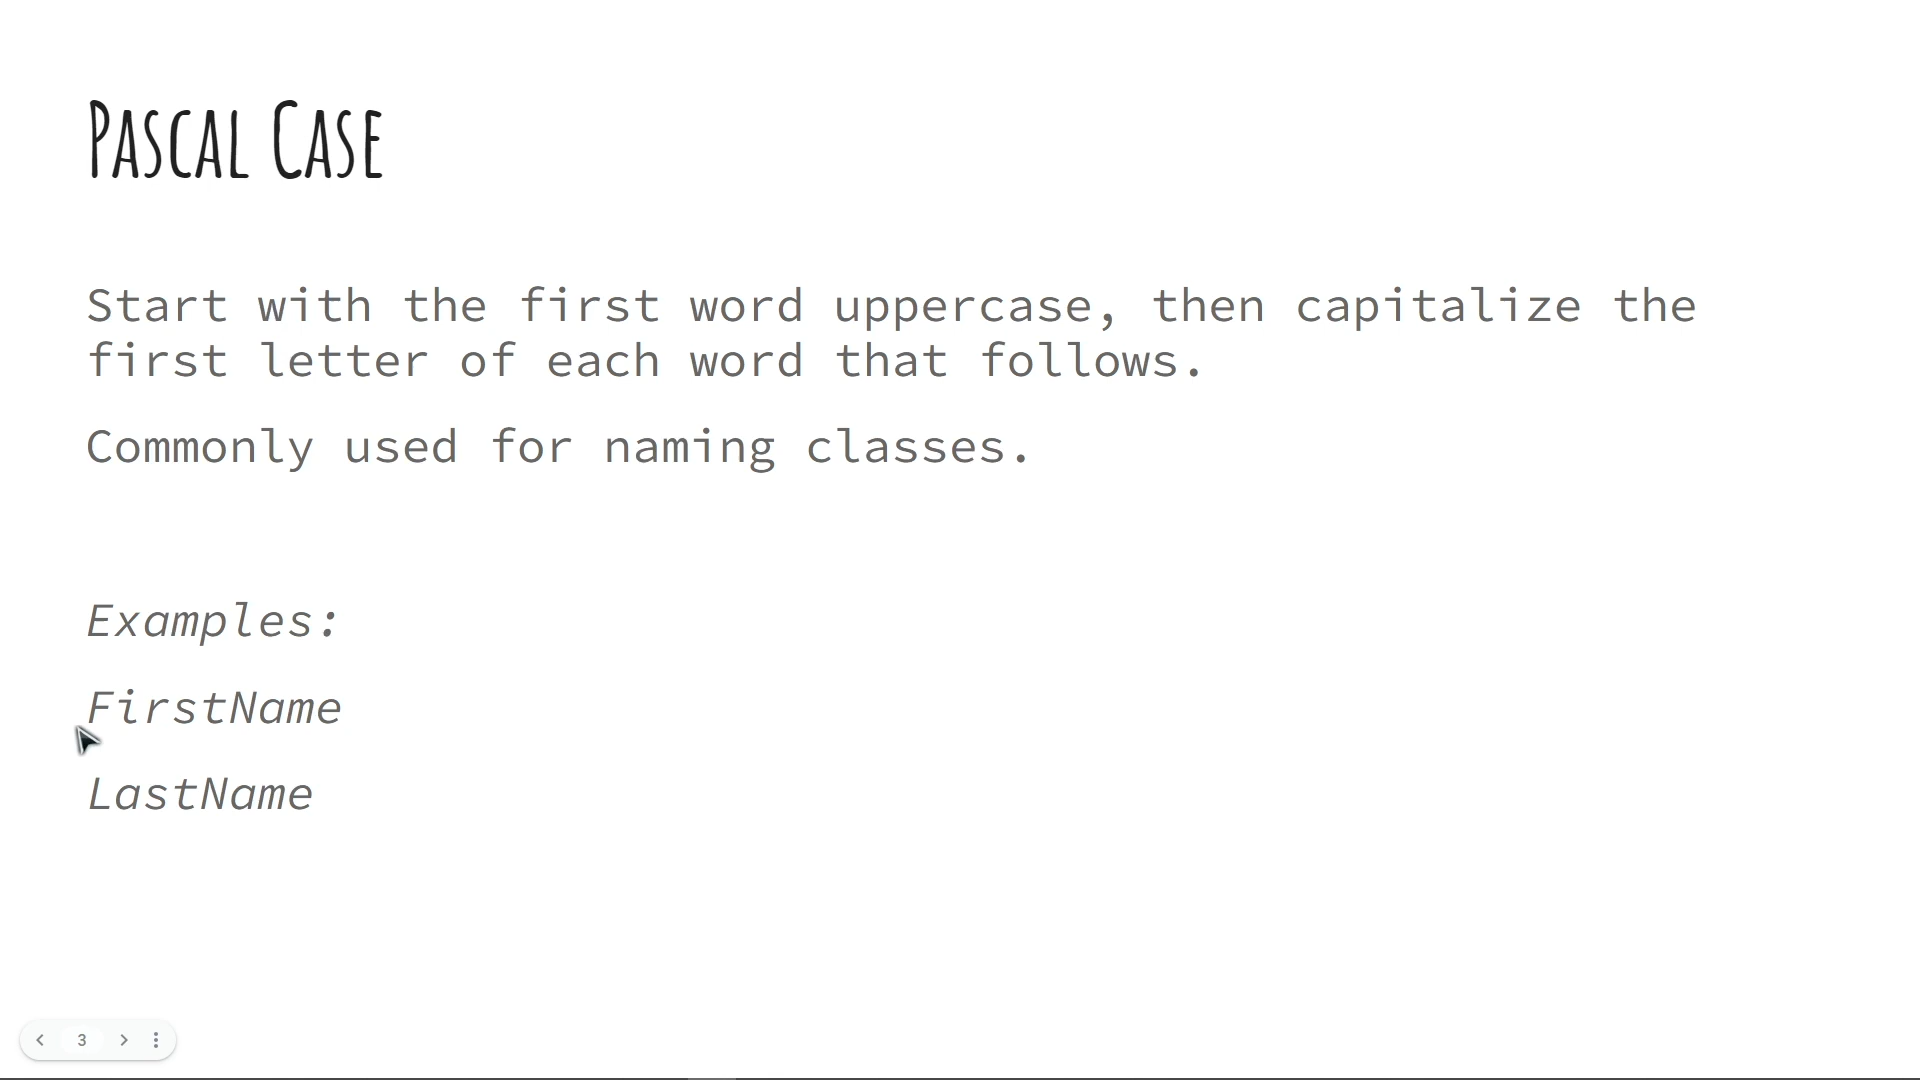 Pascal Case
Start with the first word uppercase, then capitalize the
first letter of each word that follows.
Commonly used for naming classes.
Examples:
FirstName
LastName
3